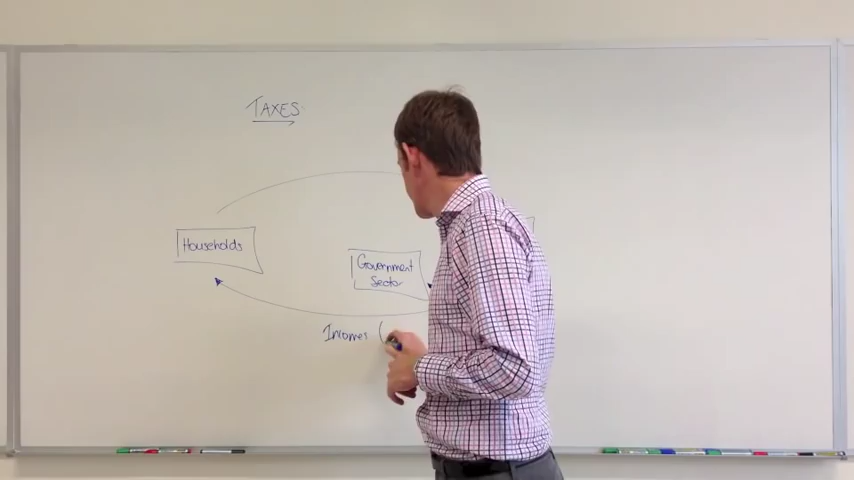 TAXES
Households
Government
Sector
Incomes (